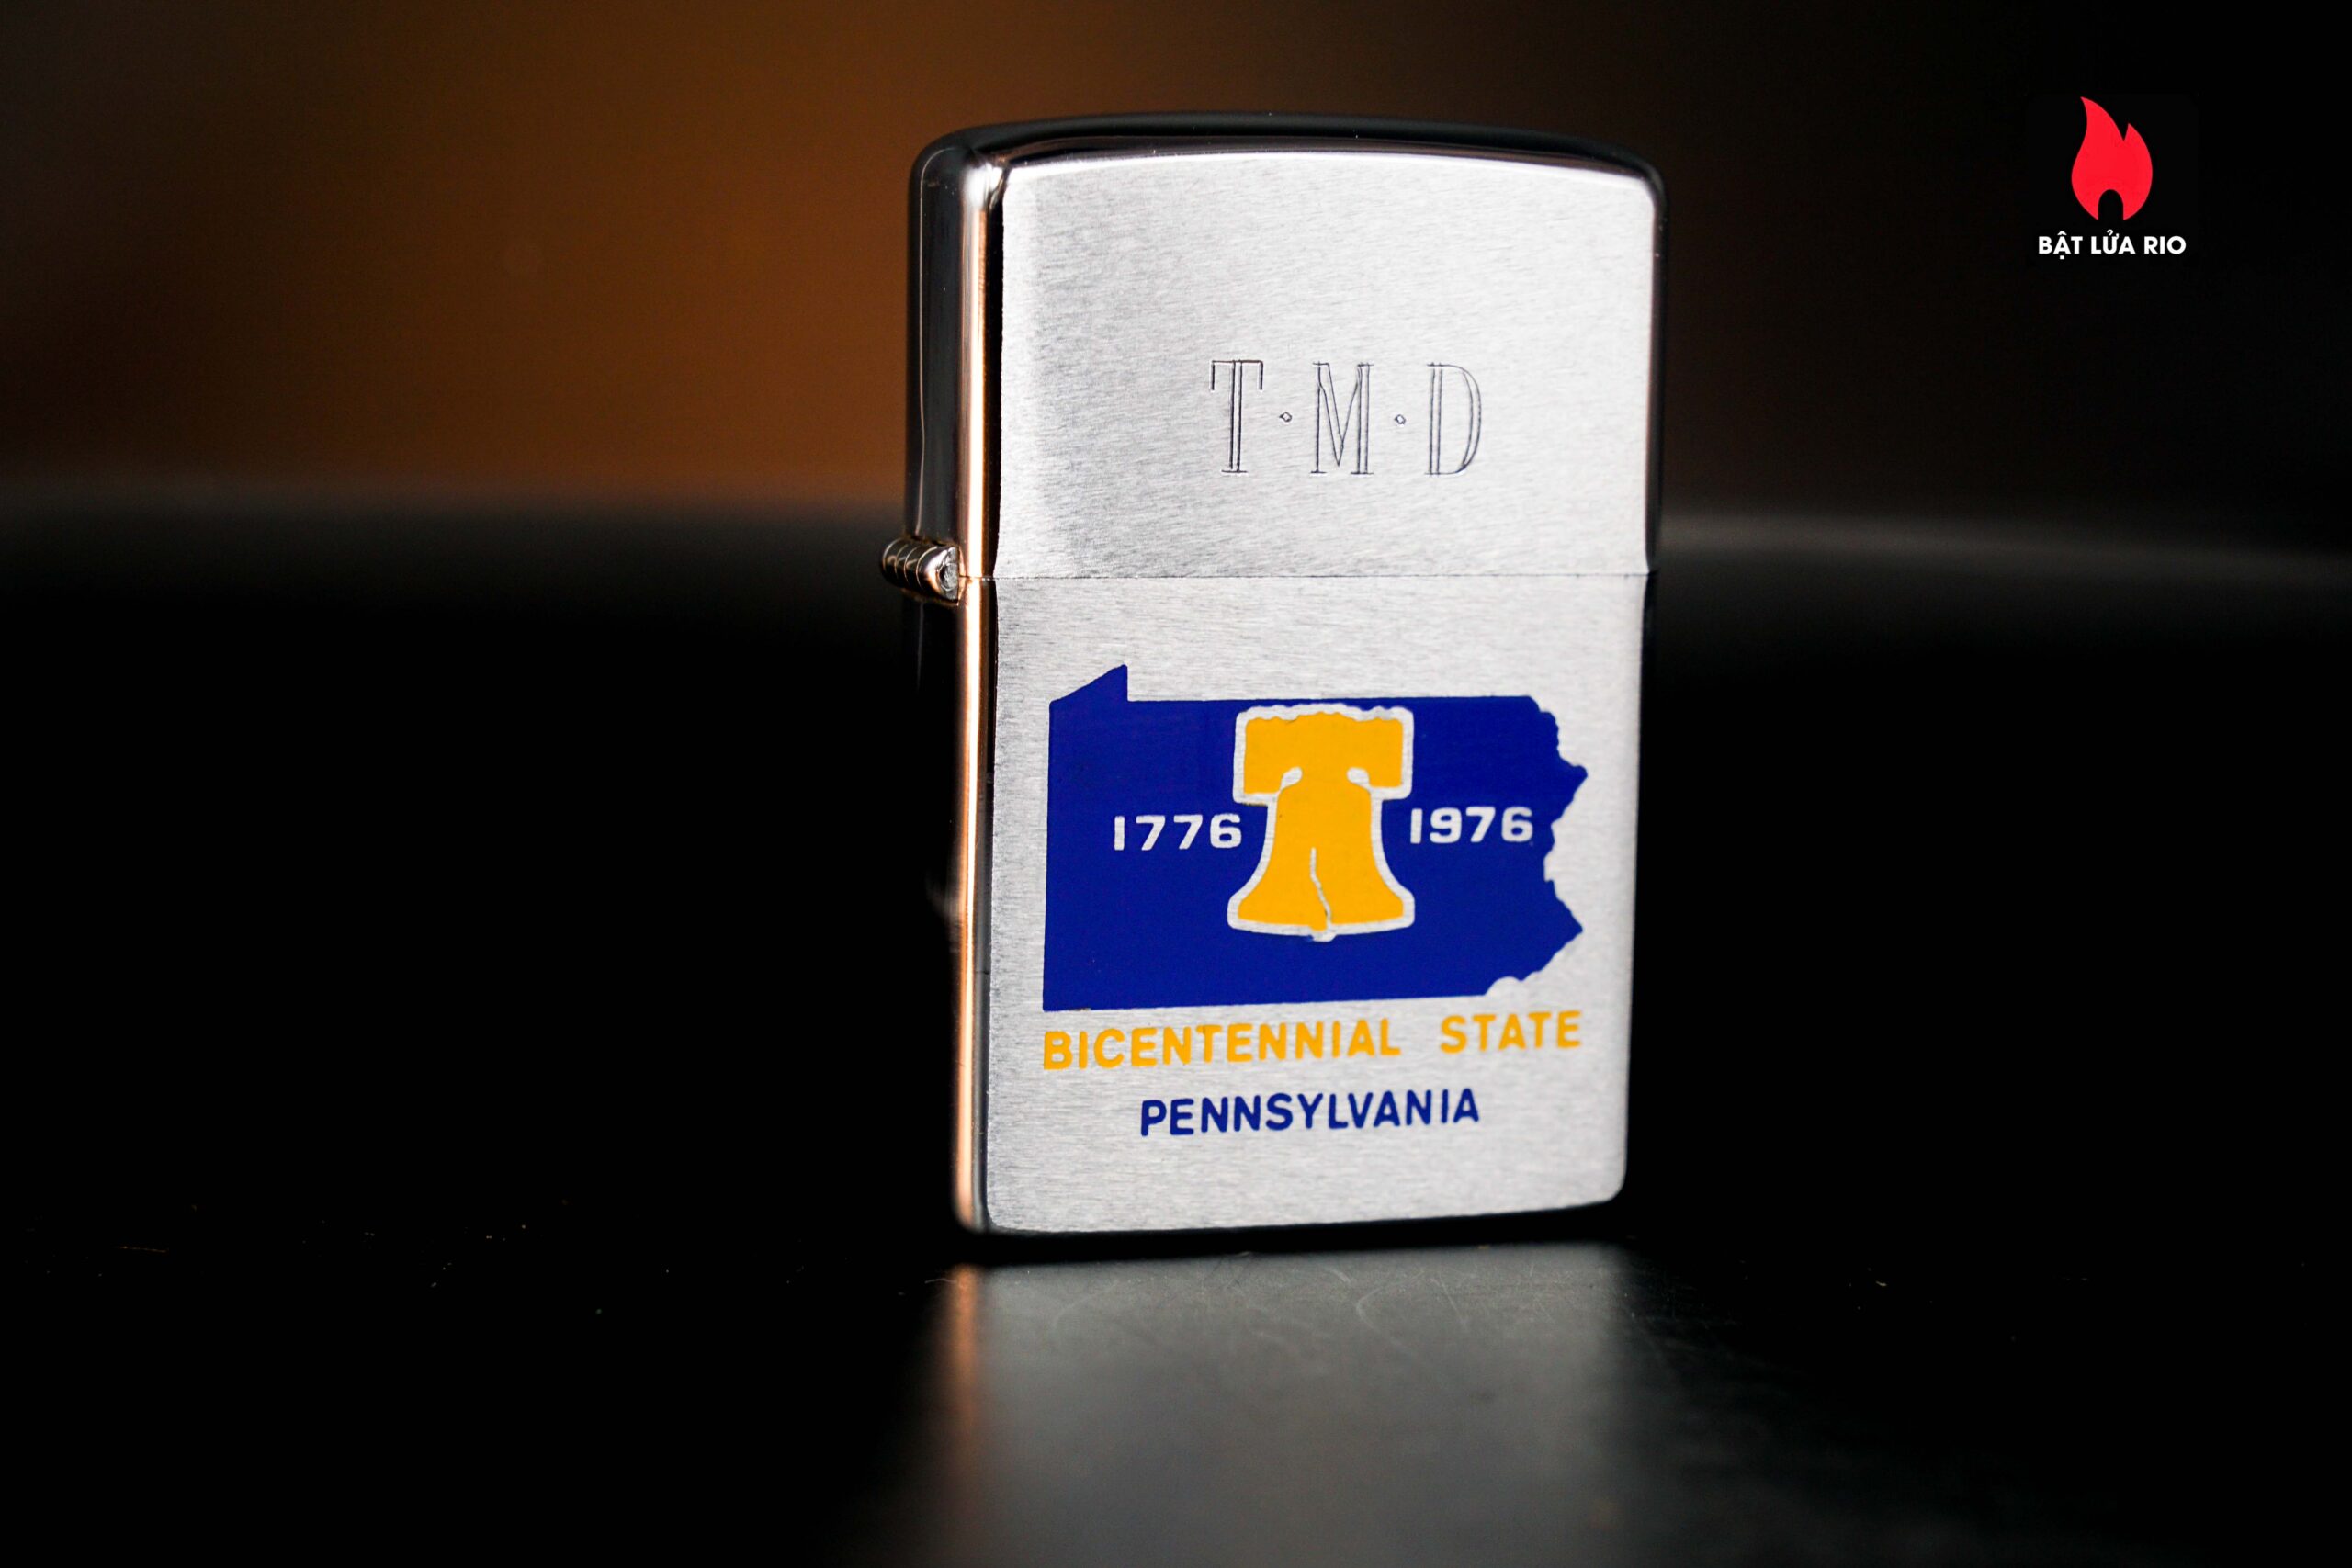 BẬT LỬA RIO
T·M·D
1776 1976
BICENTENNIAL STATE
PENNSYLVANIA